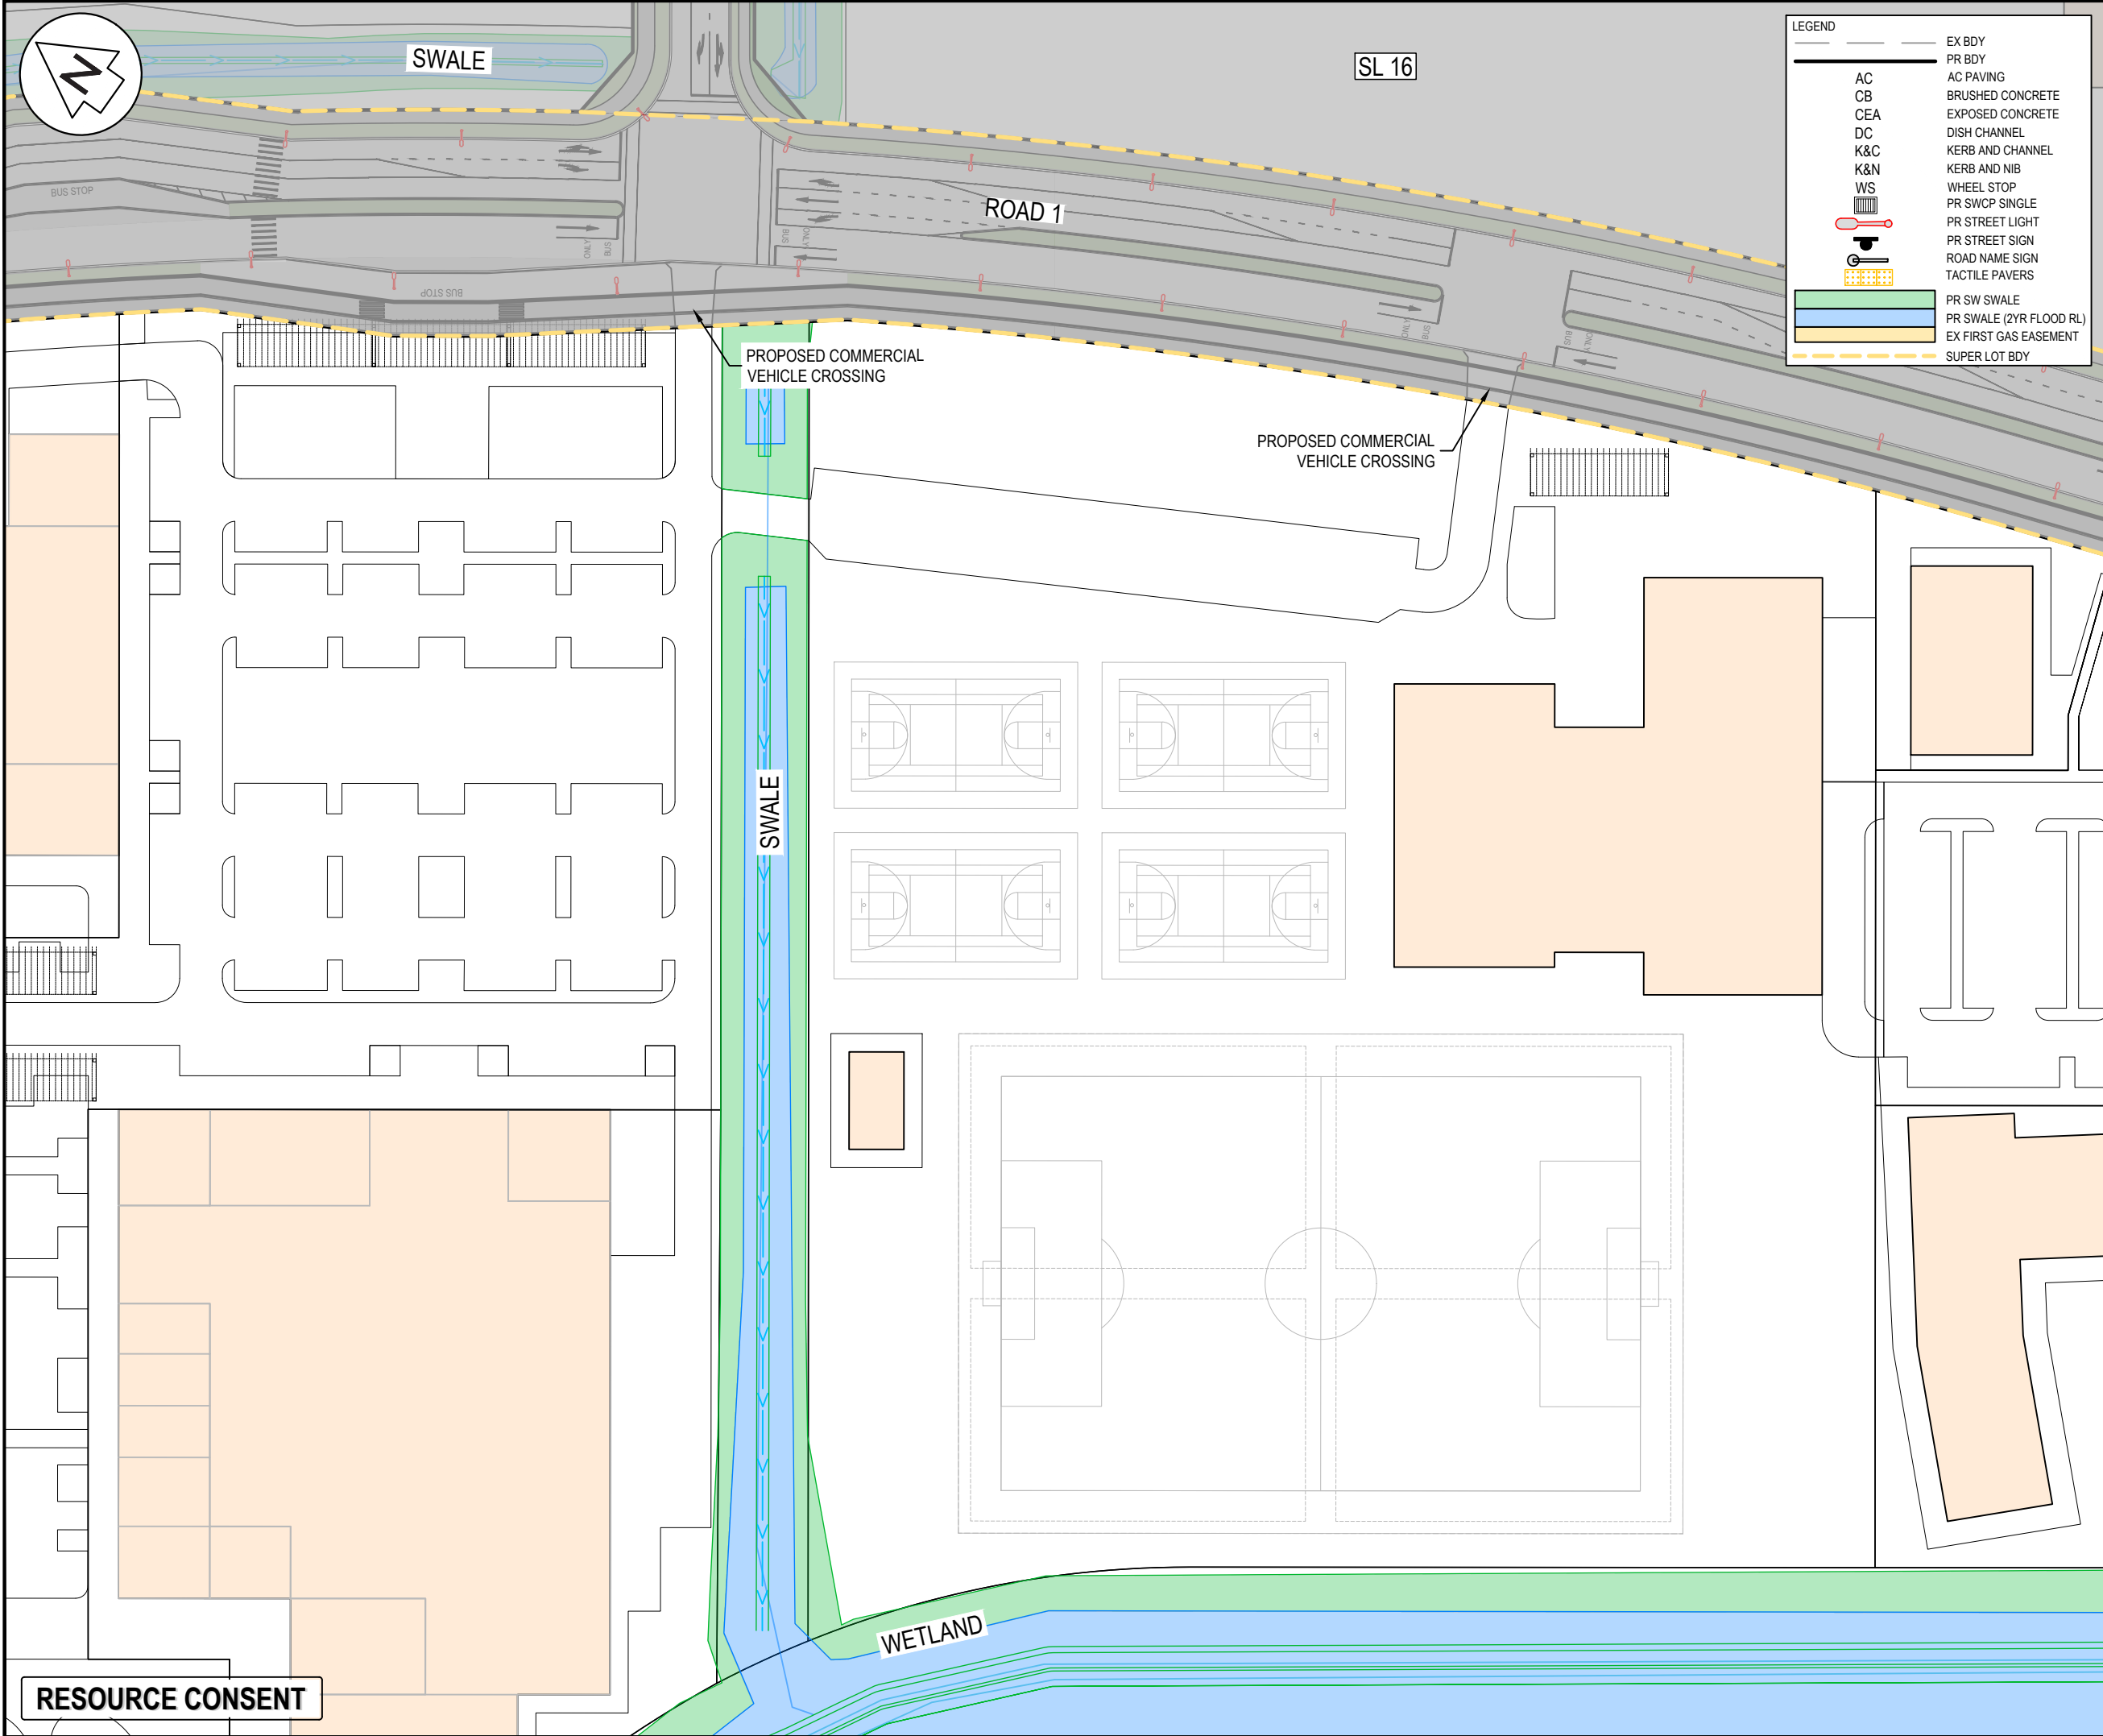 N
SWALE
SL 16
BUS STOP
ROAD 1
ONLY
BUS
BUS
ONLY
BUS STOP
ONLY
BUS
BUS
ONLY
PROPOSED COMMERCIAL
VEHICLE CROSSING
PROPOSED COMMERCIAL
VEHICLE CROSSING
SWALE
WETLAND
RESOURCE CONSENT
LEGEND
EX BDY
PR BDY
AC AC PAVING
CB BRUSHED CONCRETE
CEA EXPOSED CONCRETE
DC DISH CHANNEL
K&C KERB AND CHANNEL
K&N KERB AND NIB
WS WHEEL STOP
PR SWCP SINGLE
PR STREET LIGHT
PR STREET SIGN
ROAD NAME SIGN
TACTILE PAVERS
PR SW SWALE
PR SWALE (2YR FLOOD RL)
EX FIRST GAS EASEMENT
SUPER LOT BDY